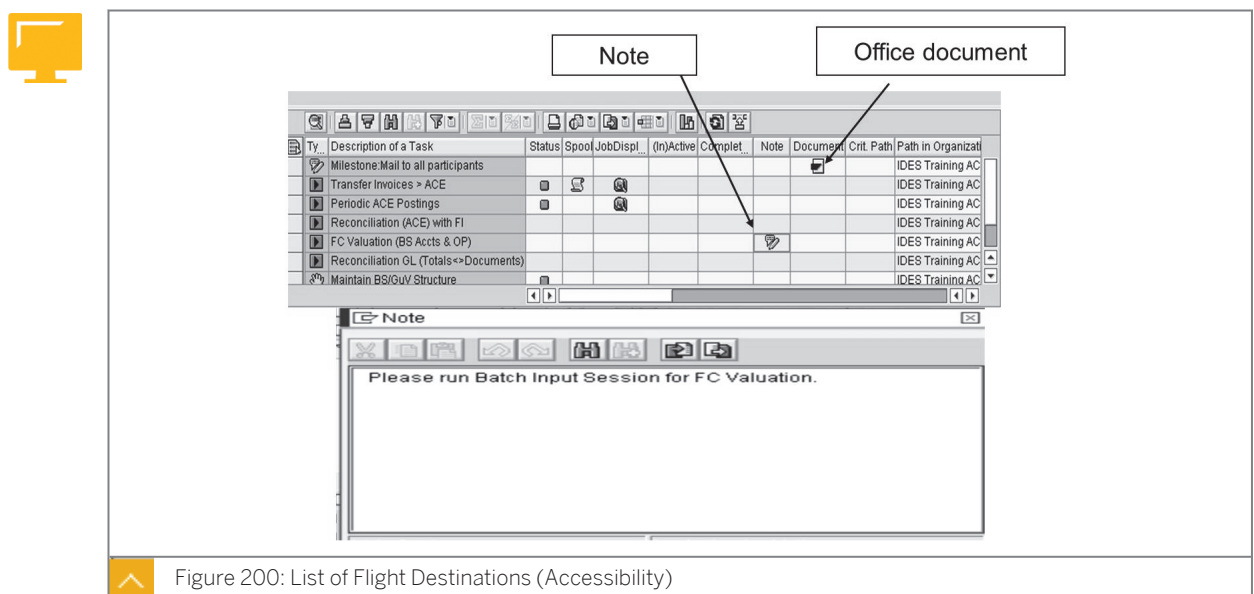 Note
Office document
Ty... Description of a Task Status Spool JobDispl... (In)Active Complet... Note Document Crit. Path Path in Organizati
Milestone:Mail to all participants IDES Training AC
Transfer Invoices > ACE IDES Training AC
Periodic ACE Postings IDES Training AC
Reconciliation (ACE) with FI IDES Training AC
FC Valuation (BS Accts & OP) IDES Training AC
Reconciliation GL (Totals<>Documents) IDES Training AC
Maintain BS/GuV Structure IDES Training AC
Note
Please run Batch Input Session for FC Valuation.
Figure 200: List of Flight Destinations (Accessibility)